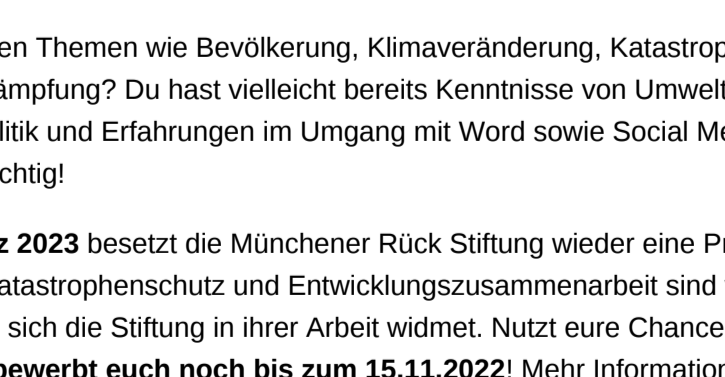 en Themen wie Bevölkerung, Klimaveränderung, Katastrop
ämpfung? Du hast vielleicht bereits Kenntnisse von Umwelt
litik und Erfahrungen im Umgang mit Word sowie Social Me
chtig!
z 2023 besetzt die Münchener Rück Stiftung wieder eine Pr
atastrophenschutz und Entwicklungszusammenarbeit sind
sich die Stiftung in ihrer Arbeit widmet. Nutzt eure Chance
bewerbt euch noch bis zum 15.11.2022! Mehr Information